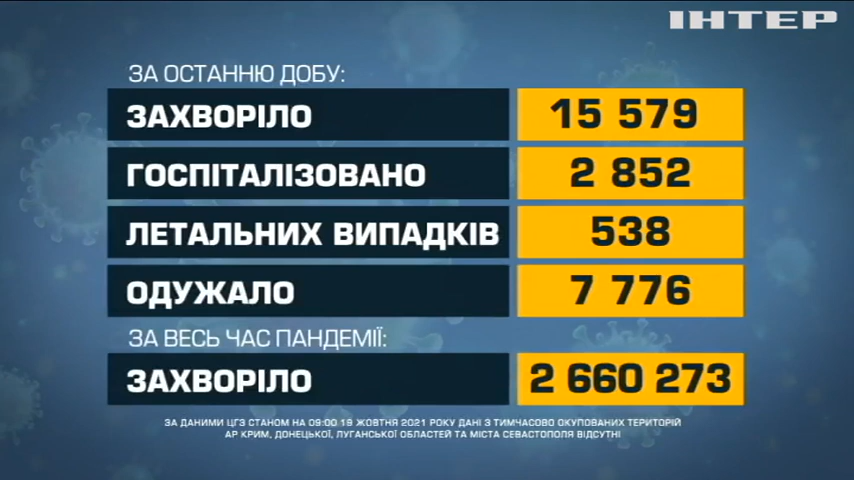 ІНТЕР
ЗА ОСТАННЮ ДОБУ:
ЗАХВОРІЛО 15 579
ГОСПІТАЛІЗОВАНО 2 852
ЛЕТАЛЬНИХ ВИПАДКІВ 538
ОДУЖАЛО 7 776
ЗА ВЕСЬ ЧАС ПАНДЕМІЇ:
ЗАХВОРІЛО 2 660 273
ЗА ДАНИМИ ЦГЗ СТАНОМ НА 09:00 19 ЖОВТНЯ 2021 РОКУ ДАНІ З ТИМЧАСОВО ОКУПОВАНИХ ТЕРИТОРІЙ
АР КРИМ, ДОНЕЦЬКОЇ, ЛУГАНСЬКОЇ ОБЛАСТЕЙ ТА МІСТА СЕВАСТОПОЛЯ ВІДСУТНІ